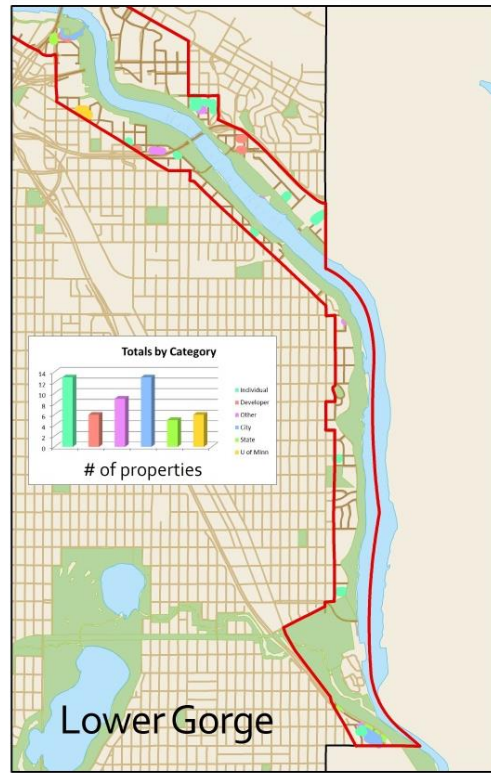 Totals by Category
14
12
10
8
6
4
2
0
Individual
Developer
Other
City
State
U of Minn
# of properties
Lower Gorge